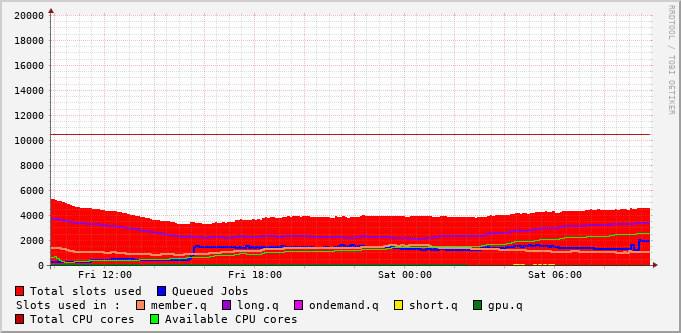 20000
18000
16000
14000
12000
10000
8000
6000
4000
2000
0
Fri 12:00 Fri 18:00 Sat 00:00 Sat 06:00
Total slots used Queued Jobs
Slots used in : member.q long.q ondemand.q short.q gpu.q
Total CPU cores Available CPU cores
RRDTOOL / TOBI OETIKER